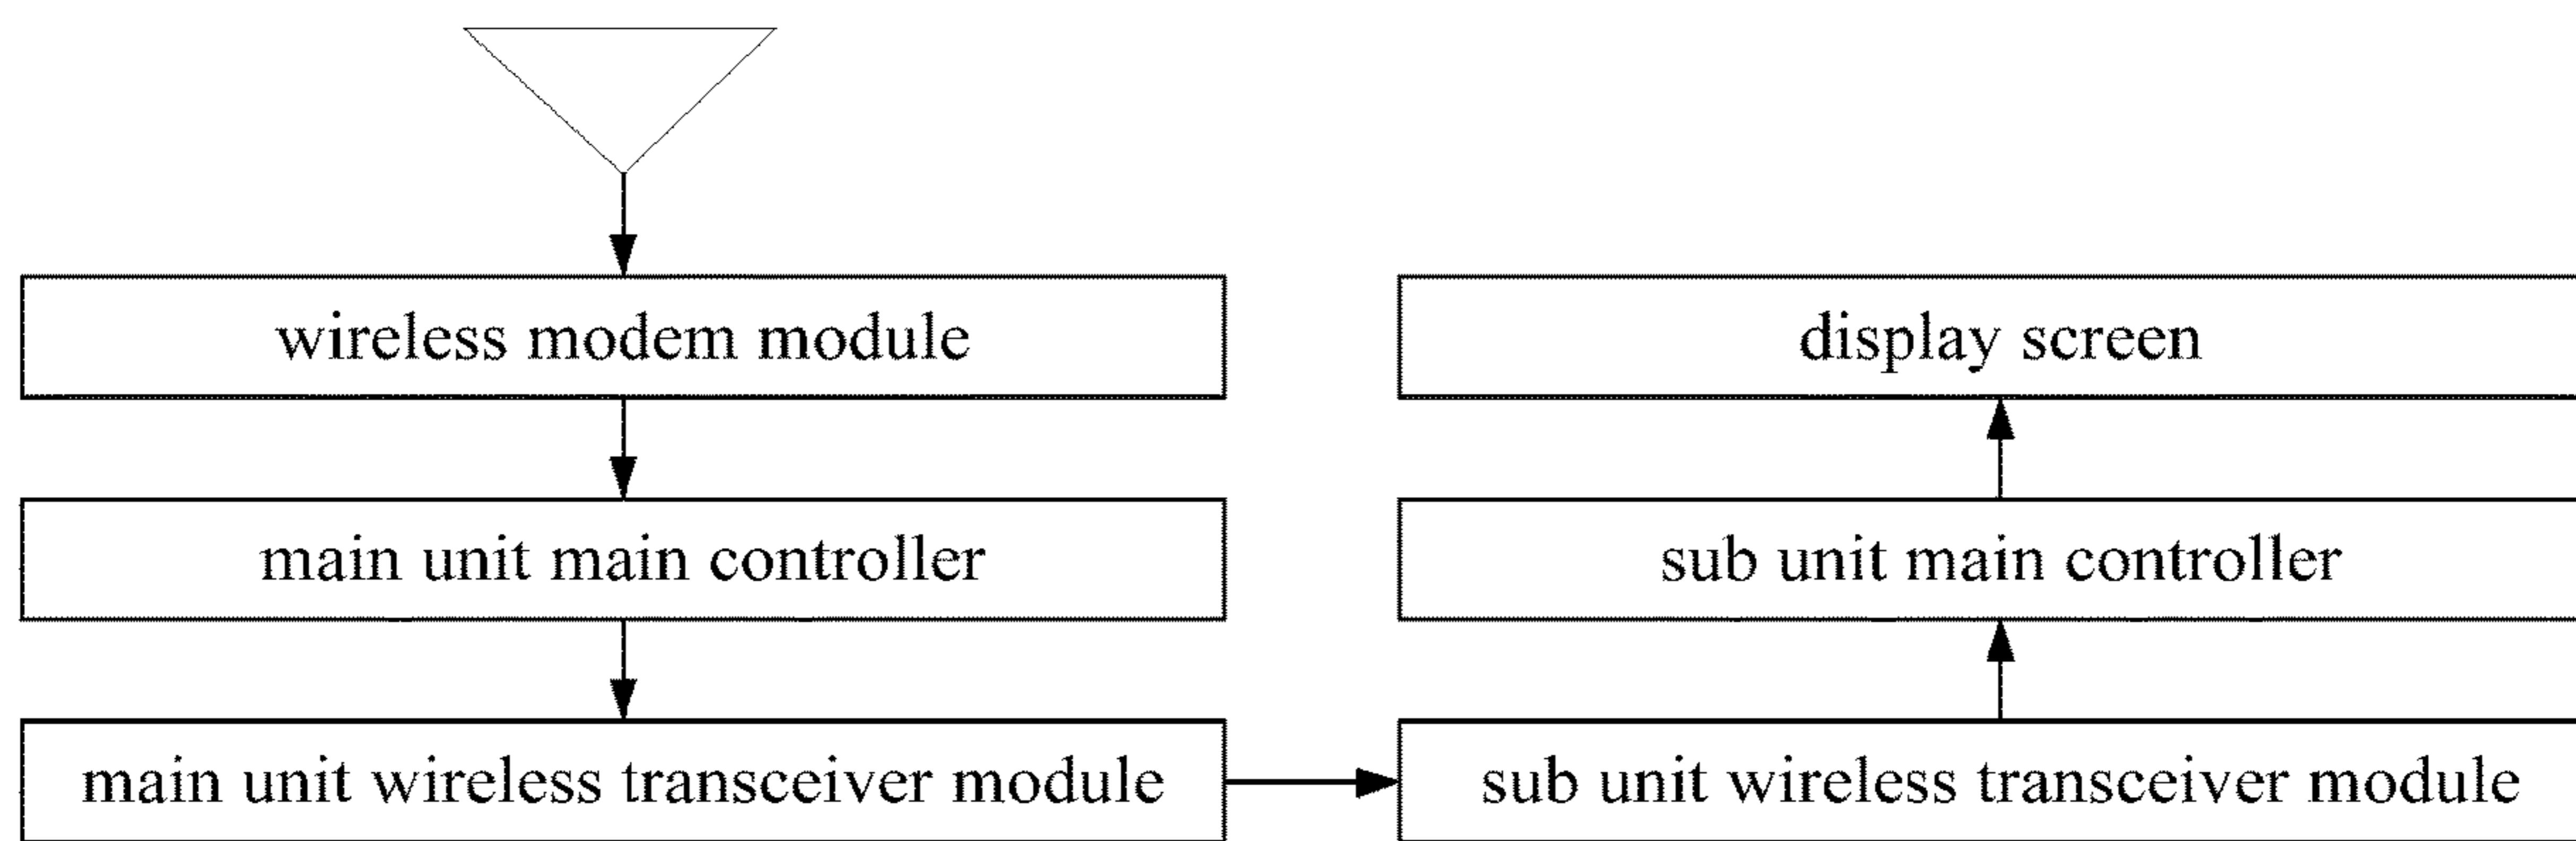 wireless modem module
display screen
main unit main controller
sub unit main controller
main unit wireless transceiver module
sub unit wireless transceiver module